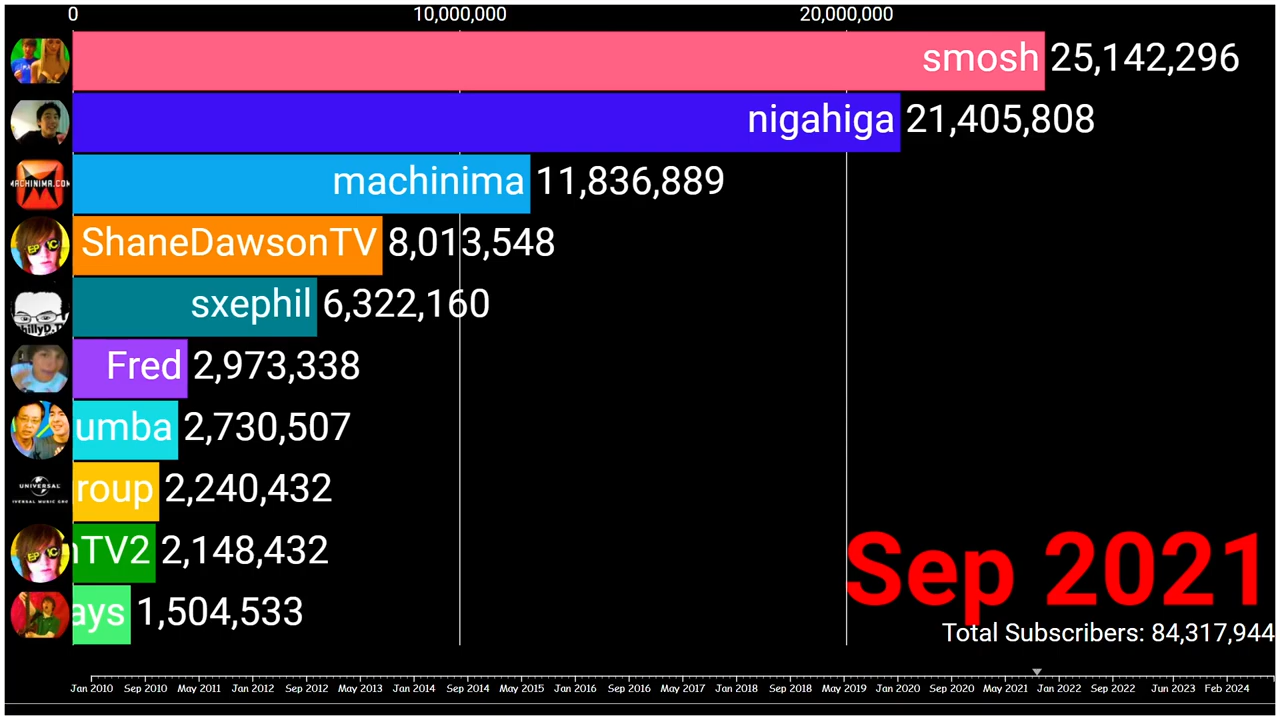 0 10,000,000 20,000,000
smosh 25,142,296
nigahiga 21,405,808
MACHINIMA.COM machinima 11,836,889
EPIC ShaneDawsonTV 8,013,548
sxephil 6,322,160
Fred 2,973,338
umba 2,730,507
UNIVERSAL roup 2,240,432
EPIC nTV2 2,148,432
ays 1,504,533
Sep 2021
Total Subscribers: 84,317,944
Jan 2010 Sep 2010 May 2011 Jan 2012 Sep 2012 May 2013 Jan 2014 Sep 2014 May 2015 Jan 2016 Sep 2016 May 2017 Jan 2018 Sep 2018 May 2019 Jan 2020 Sep 2020 May 2021 Jan 2022 Sep 2022 Jun 2023 Feb 2024